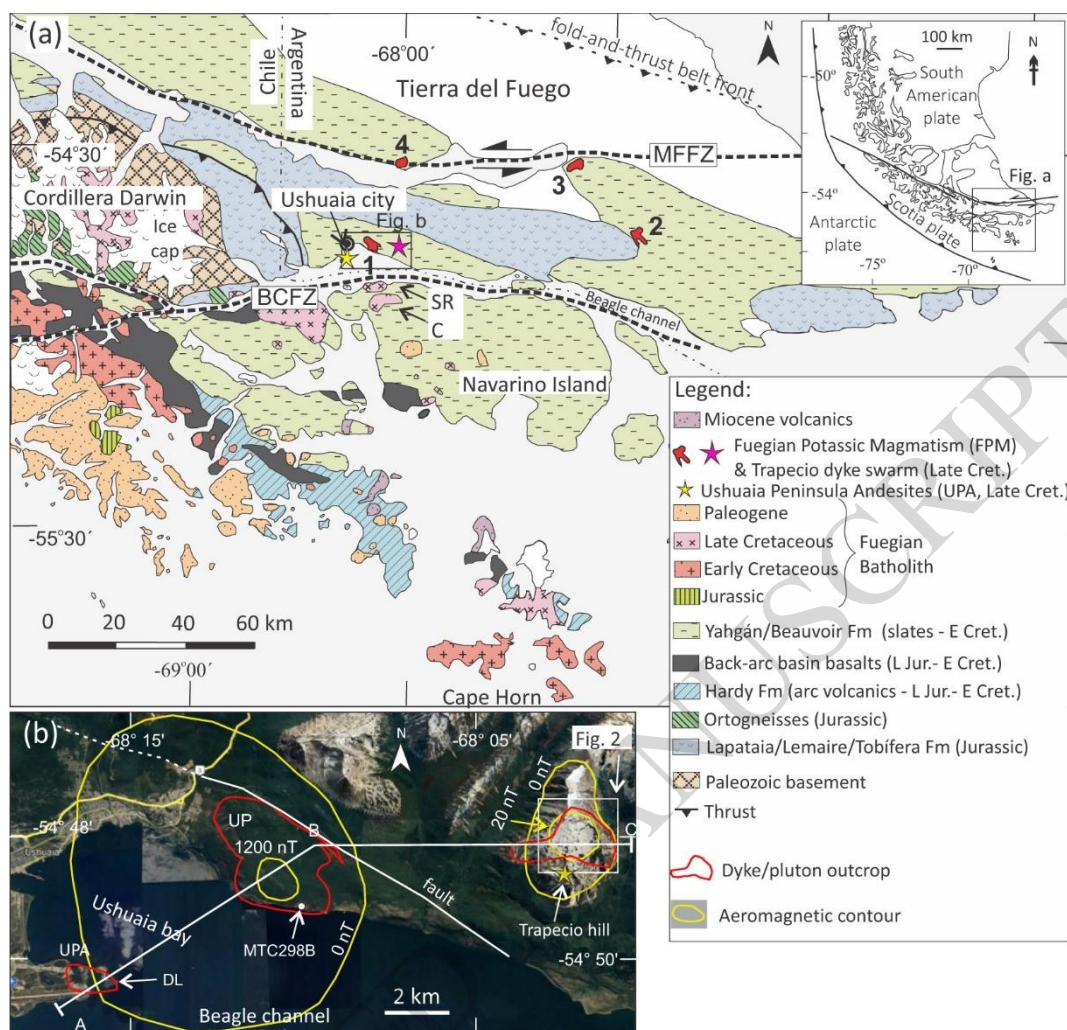 (a)
-68°00´
N
fold-and-thrust belt front
100 km
N
-50°
South
American
plate
Chile
Argentina
Tierra del Fuego
4
MFFZ
-54°30´
3
-54°
Fig. a
Cordillera Darwin
Ushuaia city
Ice
cap
Fig. b
2
Antarctic
plate
Scotia plate
1
-75°
-70°
BCFZ
SR
C
Beagle channel
Navarino Island
Legend:
Miocene volcanics
Fuegian Potassic Magmatism (FPM)
& Trapecio dyke swarm (Late Cret.)
Ushuaia Peninsula Andesites (UPA, Late Cret.)
Paleogene
Late Cretaceous
Fuegian
Batholith
Early Cretaceous
Jurassic
-55°30´
0 20 40 60 km
-69°00´
Cape Horn
Yahgán/Beauvoir Fm (slates - E Cret.)
Back-arc basin basalts (L Jur.- E Cret.)
Hardy Fm (arc volcanics - L Jur.- E Cret.)
Ortogneisses (Jurassic)
Lapataia/Lemaire/Tobífera Fm (Jurassic)
Paleozoic basement
Thrust
Dyke/pluton outcrop
Aeromagnetic contour
(b)
-68°15´
N
-68°05´
Fig. 2
0 nT
20 nT
-54°48´
UP
1200 nT
B
C
Ushuaia
fault
Ushuaia bay
Trapecio hill
MTC298B
0 nT
UPA
DL
-54°50´
A
2 km
Beagle channel
ANUSCRIPT